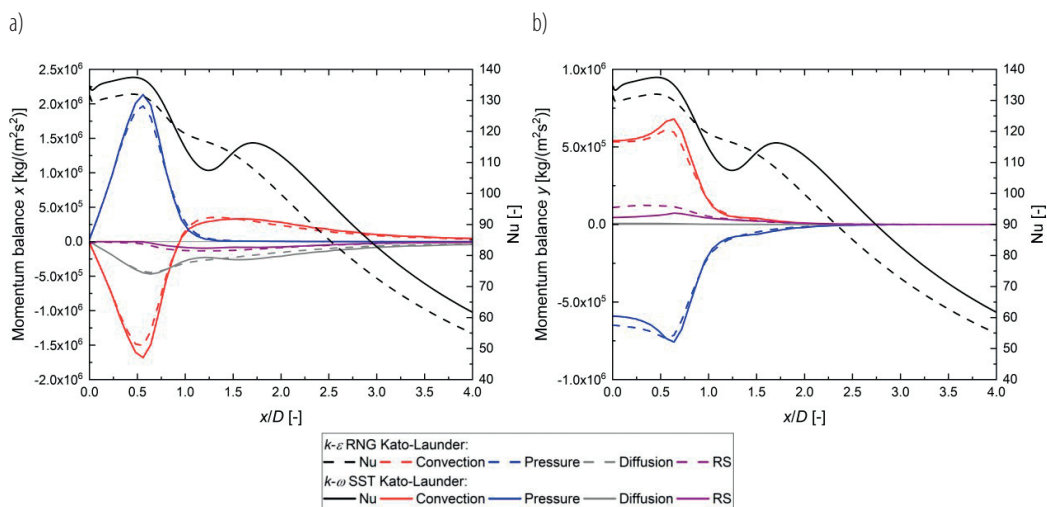 a)
b)
2.5x10⁶
2.0x10⁶
1.5x10⁶
1.0x10⁶
5.0x10⁵
0.0
-5.0x10⁵
-1.0x10⁶
-1.5x10⁶
-2.0x10⁶
Momentum balance x [kg/(m²s²)]
140
130
120
110
100
90
80
70
60
50
40
Nu [-]
0.0 0.5 1.0 1.5 2.0 2.5 3.0 3.5 4.0
x/D [-]
1.0x10⁶
5.0x10⁵
0.0
-5.0x10⁵
-1.0x10⁶
Momentum balance y [kg/(m²s²)]
140
130
120
110
100
90
80
70
60
50
40
Nu [-]
0.0 0.5 1.0 1.5 2.0 2.5 3.0 3.5 4.0
x/D [-]
k-ε RNG Kato-Launder:
Nu Convection Pressure Diffusion RS
k-ω SST Kato-Launder:
Nu Convection Pressure Diffusion RS